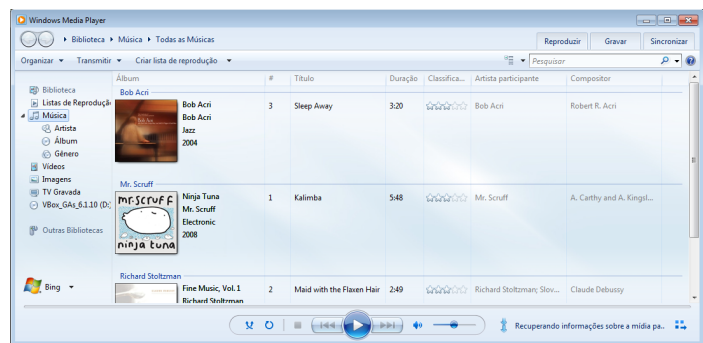 Windows Media Player
Biblioteca Música Todas as Músicas
Reproduzir Gravar Sincronizar
Organizar Transmitir Criar lista de reprodução Pesquisar
Álbum # Título Duração Classifica... Artista participante Compositor
Biblioteca
Listas de Reproduçã
Música
Artista
Álbum
Gênero
Vídeos
Imagens
TV Gravada
VBox_GAs_6.1.10 (D:)
Outras Bibliotecas
Bing
Bob Acri
Bob Acri 3 Sleep Away 3:20 Bob Acri Robert R. Acri
Bob Acri
Jazz
2004
Mr. Scruff
mr.scruff
ninja tuna
Ninja Tuna 1 Kalimba 5:48 Mr. Scruff A. Carthy and A. Kingsl...
Mr. Scruff
Electronic
2008
Richard Stoltzman
Fine Music, Vol. 1 2 Maid with the Flaxen Hair 2:49 Richard Stoltzman; Slov... Claude Debussy
Richard Stoltzman
Recuperando informações sobre a mídia pa..